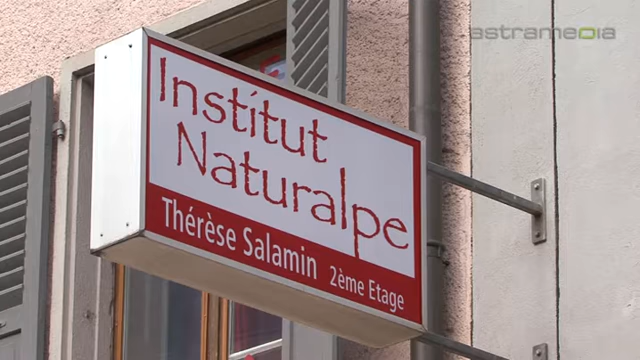 astramedia
Institut
Naturalpe
Thérèse Salamin 2ème Etage